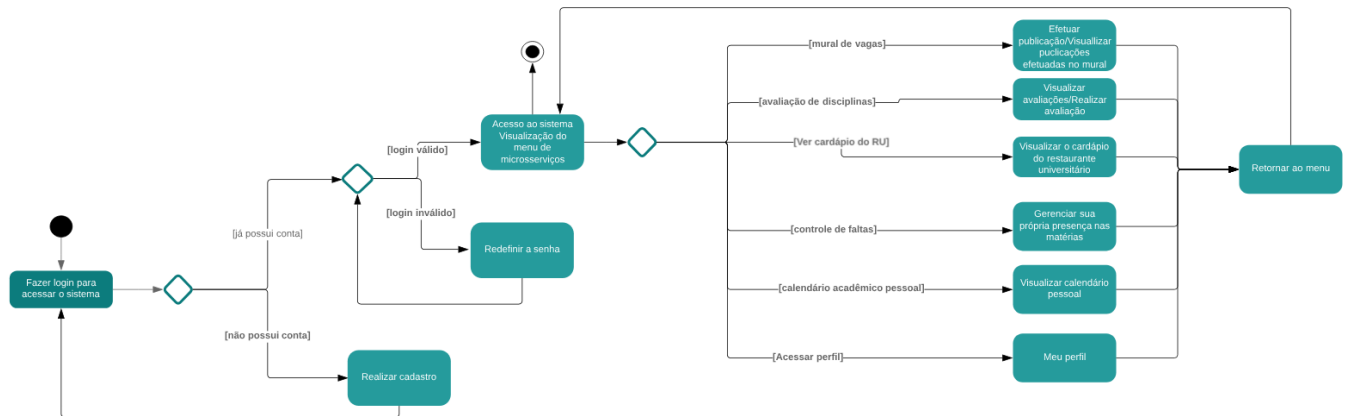 [mural de vagas]
Efetuar
publicação/Visuallizar
puclicações
efetuadas no mural
[avaliação de disciplinas]
Visualizar
avaliações/Realizar
avaliação
Acesso ao sistema
Visualização do
menu de
microsserviços
[Ver cardápio do RU]
Visualizar o cardápio
do restaurante
universitário
[login válido]
Retornar ao menu
[login inválido]
[já possui conta]
Redefinir a senha
[controle de faltas]
Gerenciar sua
própria presença nas
matérias
Fazer login para
acessar o sistema
[calendário acadêmico pessoal]
Visualizar calendário
pessoal
[não possui conta]
[Acessar perfil]
Meu perfil
Realizar cadastro